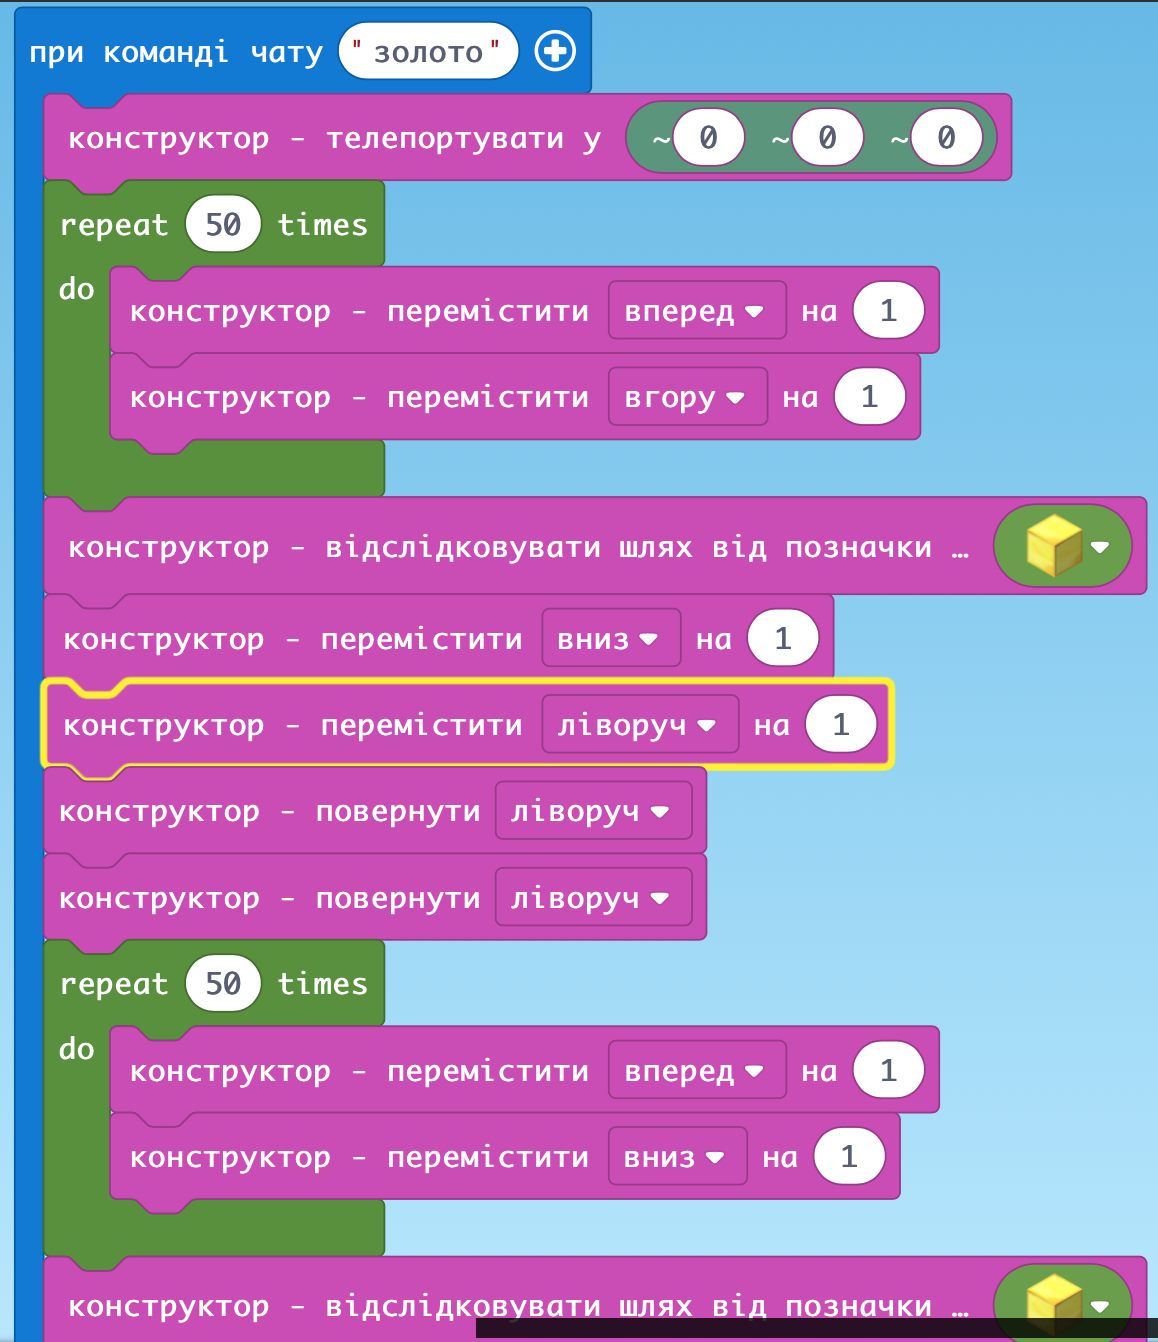 при команді чату "золото"
конструктор - телепортувати у ~0 ~0 ~0
repeat 50 times
do
конструктор - перемістити вперед на 1
конструктор - перемістити вгору на 1
конструктор - відслідковувати шлях від позначки …
конструктор - перемістити вниз на 1
конструктор - перемістити ліворуч на 1
конструктор - повернути ліворуч
конструктор - повернути ліворуч
repeat 50 times
do
конструктор - перемістити вперед на 1
конструктор - перемістити вниз на 1
конструктор - відслідковувати шлях від позначки …